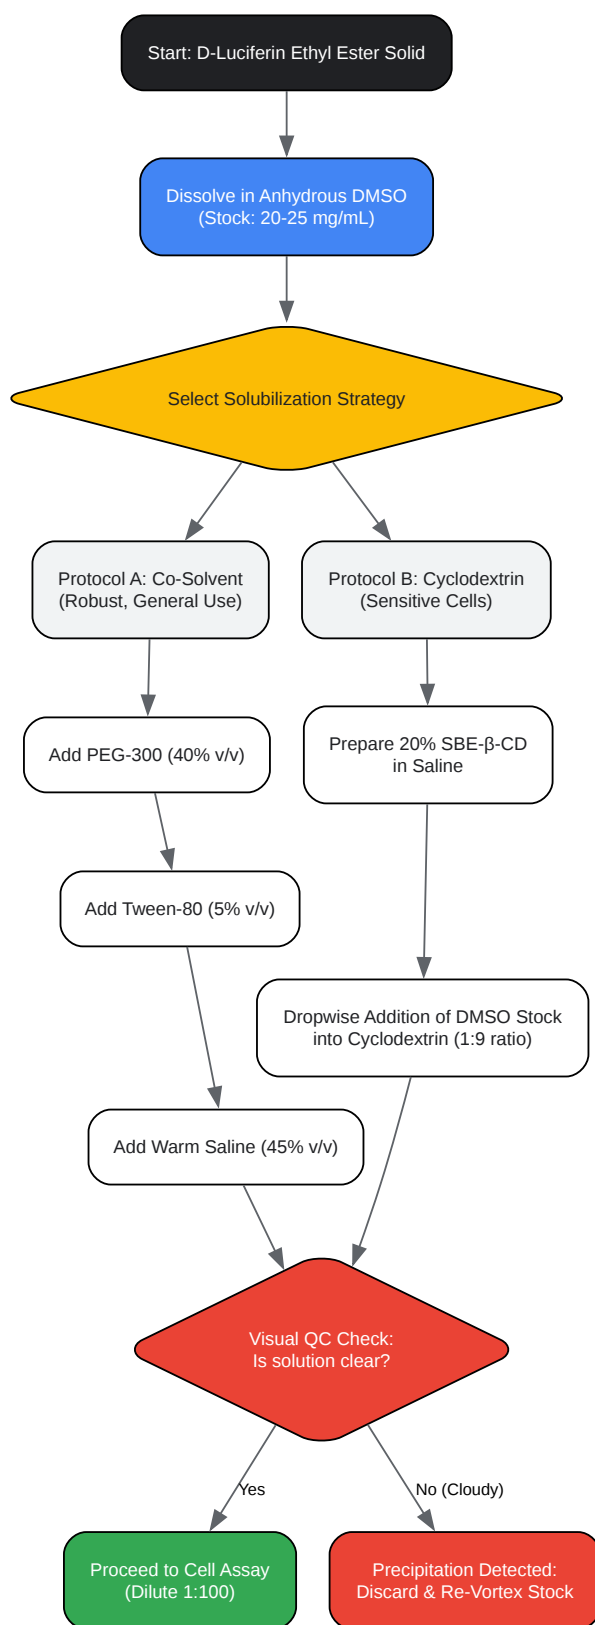 Start: D-Luciferin Ethyl Ester Solid
Dissolve in Anhydrous DMSO
(Stock: 20-25 mg/mL)
Select Solubilization Strategy
Protocol A: Co-Solvent
(Robust, General Use)
Protocol B: Cyclodextrin
(Sensitive Cells)
Add PEG-300 (40% v/v)
Prepare 20% SBE-β-CD
in Saline
Add Tween-80 (5% v/v)
Dropwise Addition of DMSO Stock
into Cyclodextrin (1:9 ratio)
Add Warm Saline (45% v/v)
Visual QC Check:
Is solution clear?
Yes
No (Cloudy)
Proceed to Cell Assay
(Dilute 1:100)
Precipitation Detected:
Discard & Re-Vortex Stock